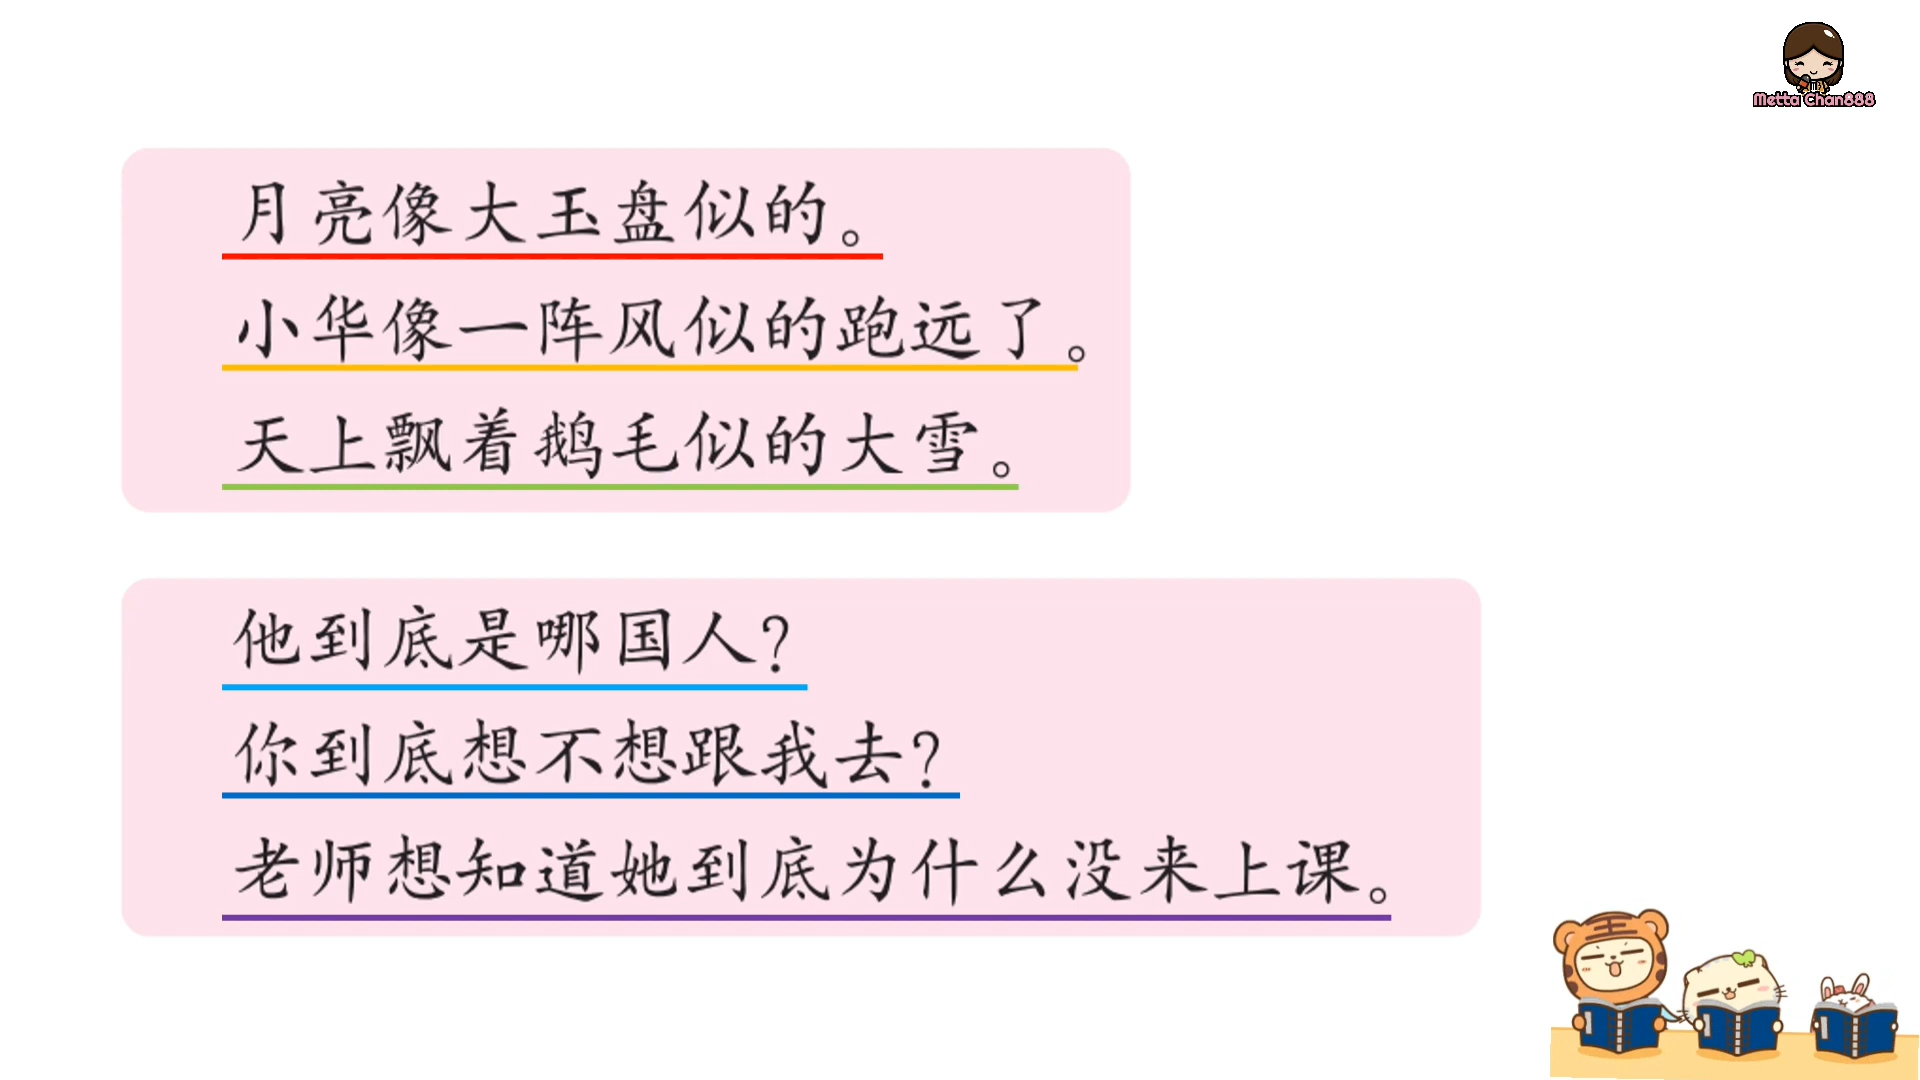 Metta Chan888
月亮像大玉盘似的。
小华像一阵风似的跑远了。
天上飘着鹅毛似的大雪。
他到底是哪国人？
你到底想不想跟我去？
老师想知道她到底为什么没来上课。
王